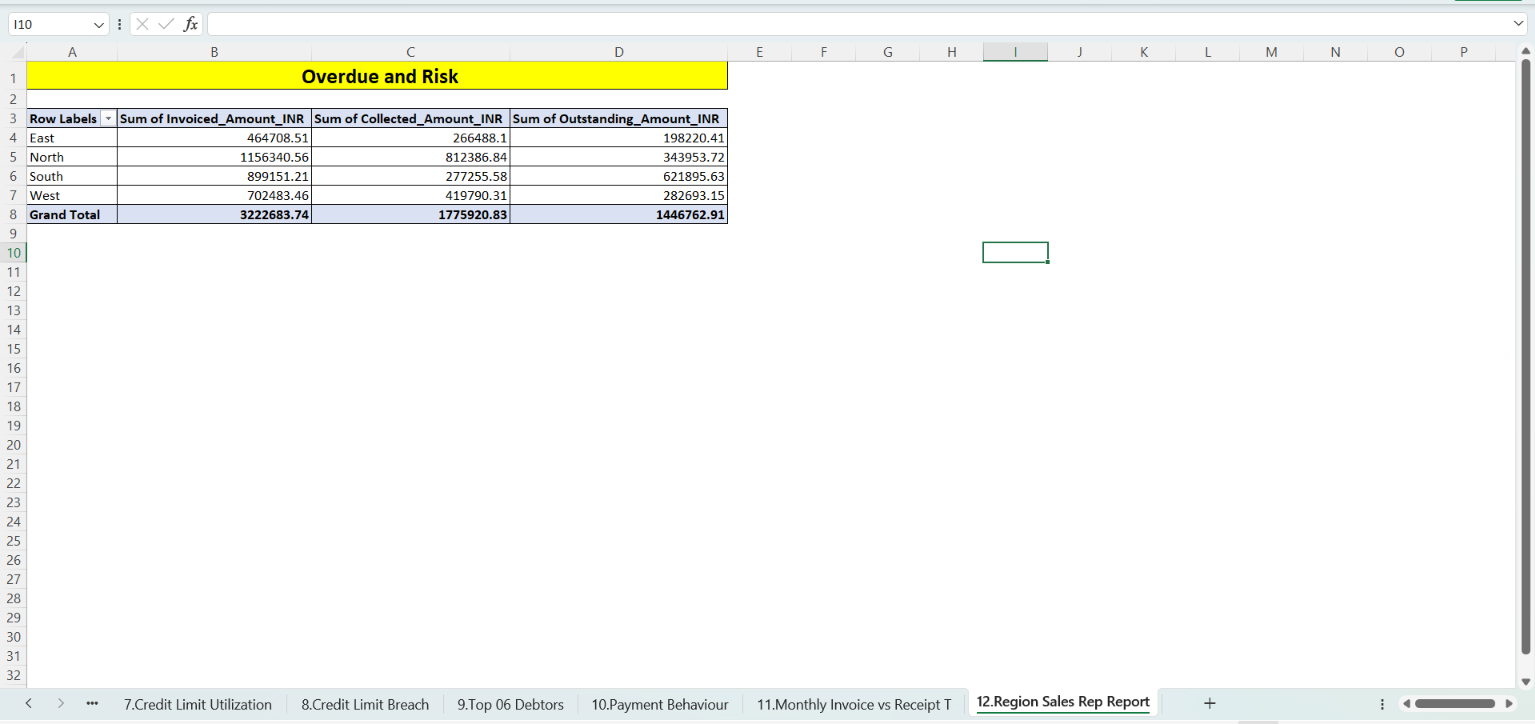 I10 fx
A B C D E F G H I J K L M N O P
1 Overdue and Risk
2
3 Row Labels Sum of Invoiced_Amount_INR Sum of Collected_Amount_INR Sum of Outstanding_Amount_INR
4 East 464708.51 266488.1 198220.41
5 North 1156340.56 812386.84 343953.72
6 South 899151.21 277255.58 621895.63
7 West 702483.46 419790.31 282693.15
8 Grand Total 3222683.74 1775920.83 1446762.91
9
10
11
12
13
14
15
16
17
18
19
20
21
22
23
24
25
26
27
28
29
30
31
32
... 7.Credit Limit Utilization 8.Credit Limit Breach 9.Top 06 Debtors 10.Payment Behaviour 11.Monthly Invoice vs Receipt T 12.Region Sales Rep Report +